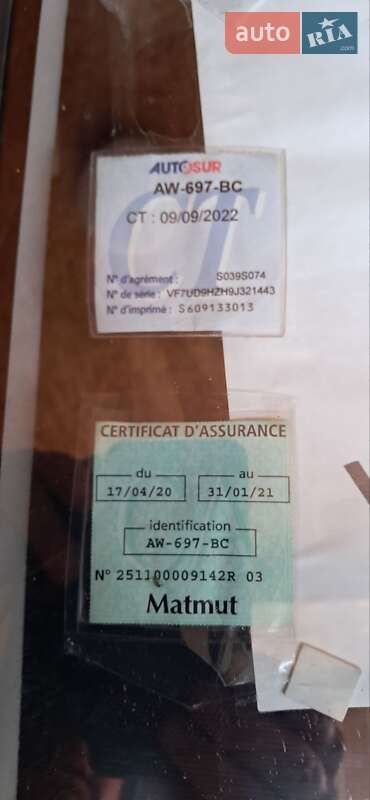 auto RIA.com
AUTOSUR
AW-697-BC
CT : 09/09/2022
N° d'agrément : S039S074
N° de série : VF7UD9HZH9J321443
N° d'imprimé : S609133013
CERTIFICAT D'ASSURANCE
du au
17/04/20 31/01/21
identification
AW-697-BC
N° 251100009142R 03
Matmut